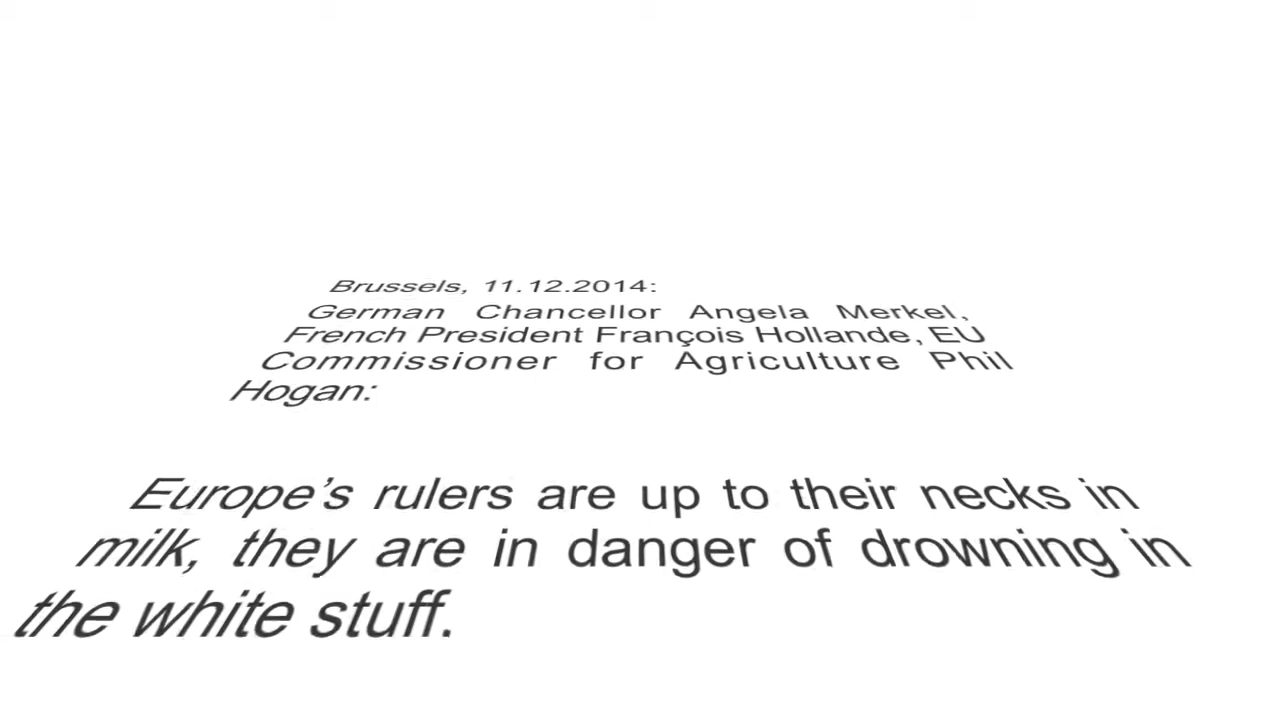 Brussels, 11.12.2014:
German Chancellor Angela Merkel,
French President François Hollande, EU
Commissioner for Agriculture Phil
Hogan:
Europe’s rulers are up to their necks in
milk, they are in danger of drowning in
the white stuff.